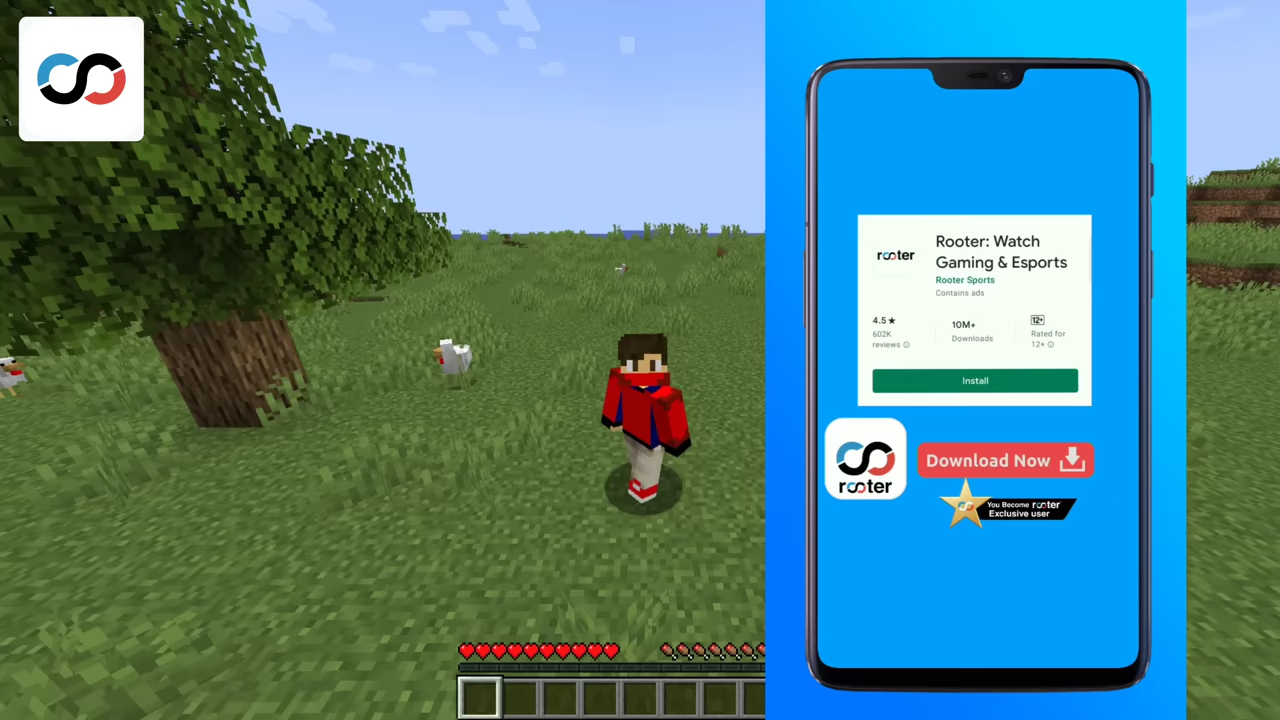 rooter
Rooter: Watch
Gaming & Esports
Rooter Sports
Contains ads
4.5★
602K
reviews
10M+
Downloads
12+
Rated for
12+
Install
rooter
Download Now
You Become rooter
Exclusive user